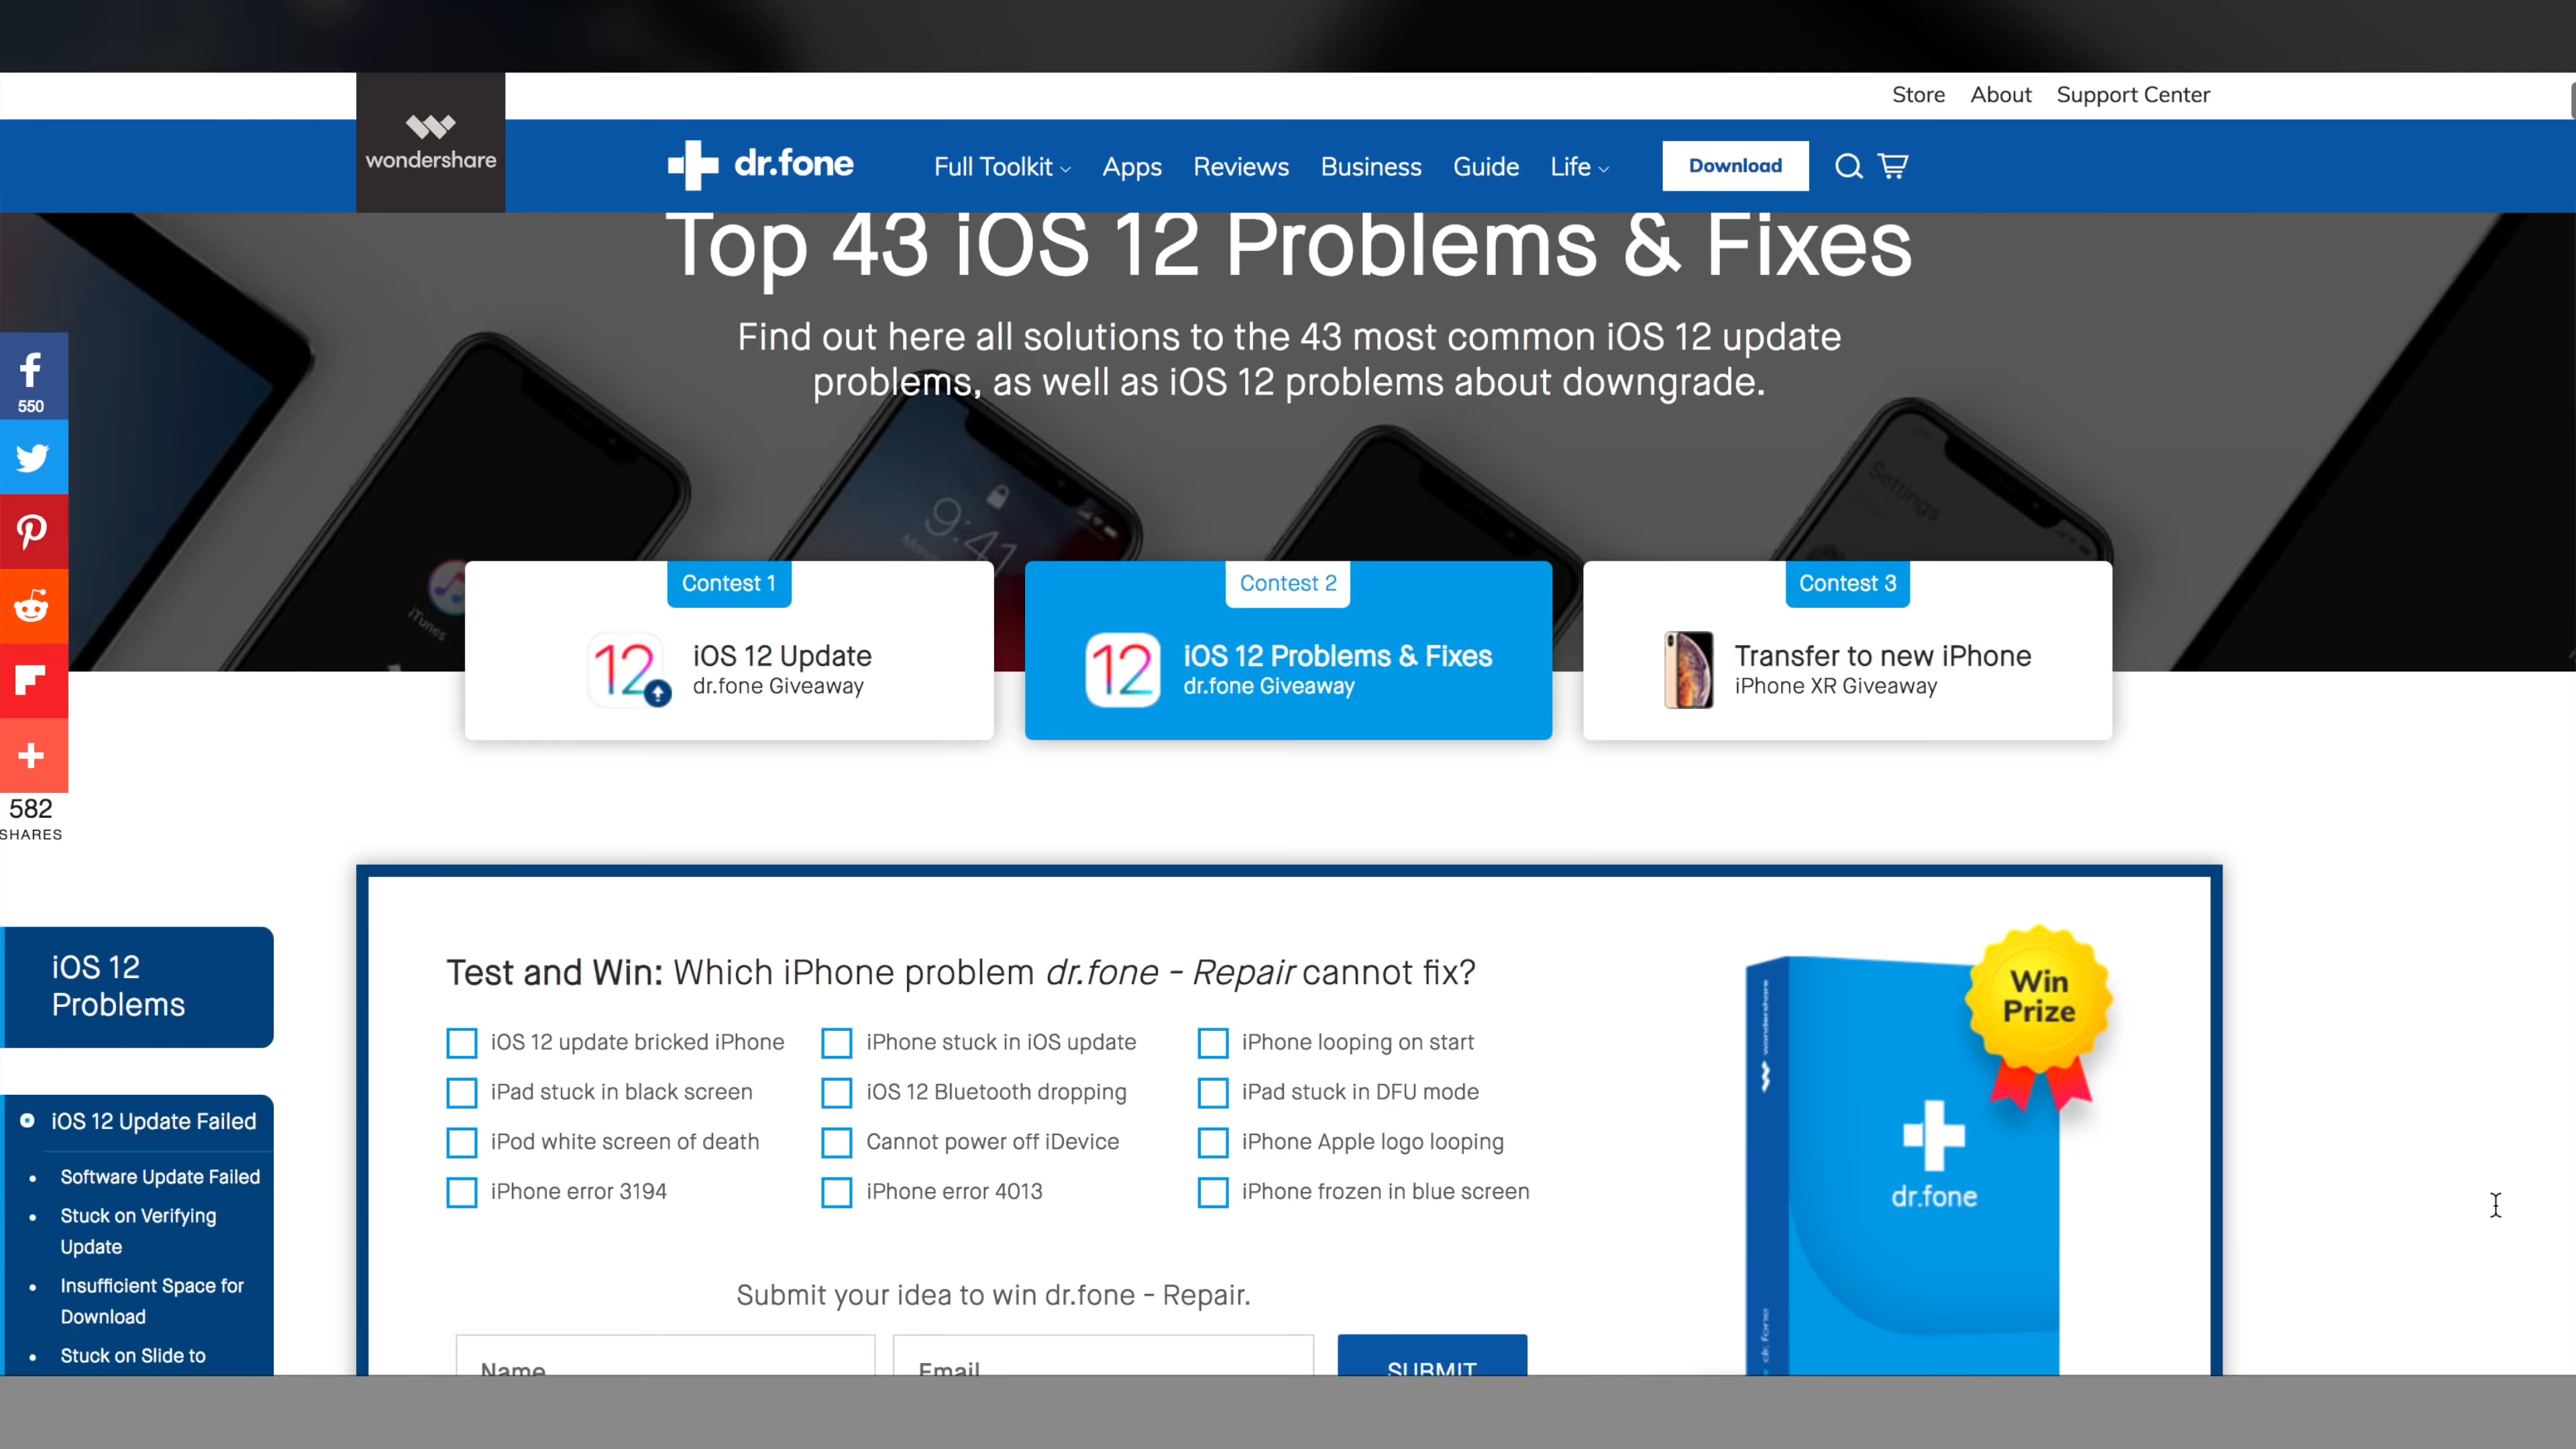 Store About Support Center
wondershare
dr.fone Full Toolkit Apps Reviews Business Guide Life Download
Top 43 iOS 12 Problems & Fixes
Find out here all solutions to the 43 most common iOS 12 update
problems, as well as iOS 12 problems about downgrade.
550
9:41
Settings
iTunes
Contest 1
iOS 12 Update
dr.fone Giveaway
Contest 2
iOS 12 Problems & Fixes
dr.fone Giveaway
Contest 3
Transfer to new iPhone
iPhone XR Giveaway
12
12
582
SHARES
iOS 12
Problems
iOS 12 Update Failed
Software Update Failed
Stuck on Verifying
Update
Insufficient Space for
Download
Stuck on Slide to
Test and Win: Which iPhone problem dr.fone - Repair cannot fix?
iOS 12 update bricked iPhone iPhone stuck in iOS update iPhone looping on start
iPad stuck in black screen iOS 12 Bluetooth dropping iPad stuck in DFU mode
iPod white screen of death Cannot power off iDevice iPhone Apple logo looping
iPhone error 3194 iPhone error 4013 iPhone frozen in blue screen
Submit your idea to win dr.fone - Repair.
Name Email SUBMIT
Win
Prize
wondershare
dr.fone
dr.fone